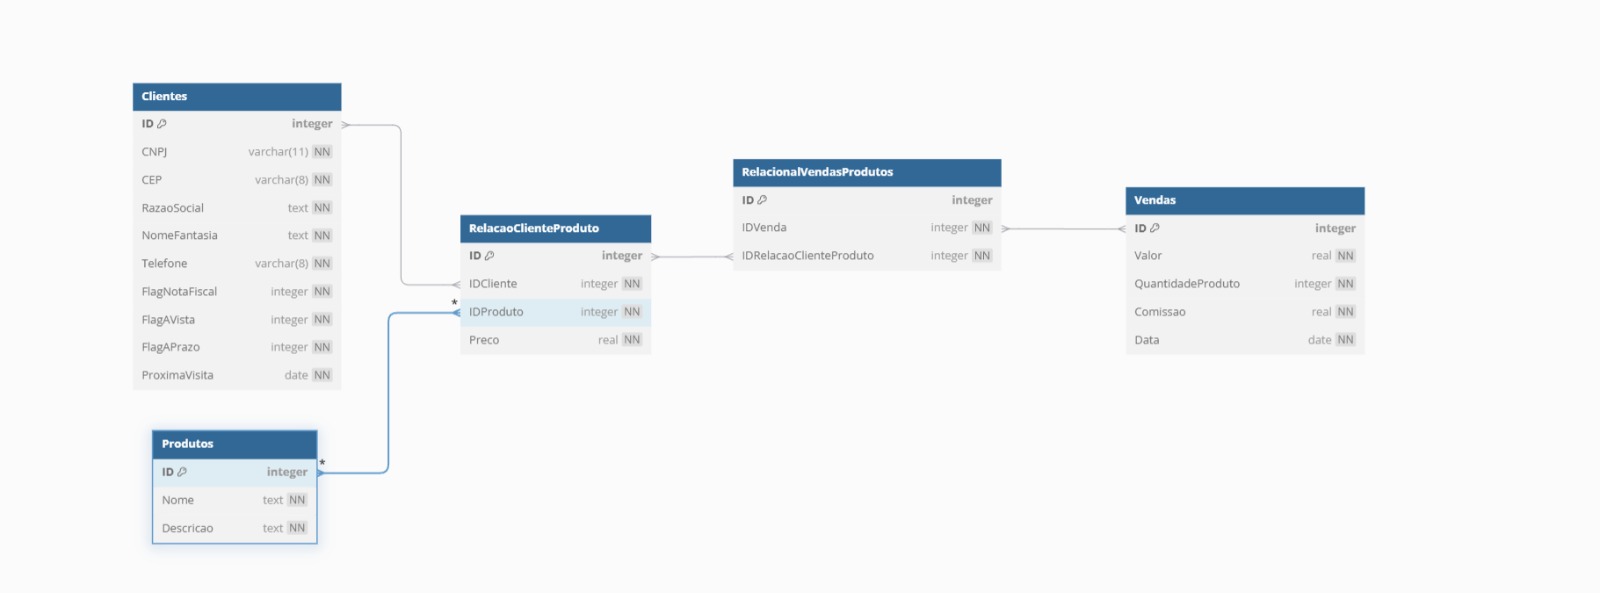 Clientes
ID integer
CNPJ varchar(11) NN
CEP varchar(8) NN
RazaoSocial text NN
NomeFantasia text NN
Telefone varchar(8) NN
FlagNotaFiscal integer NN
FlagAVista integer NN
FlagAPrazo integer NN
ProximaVisita date NN
Produtos
ID integer *
Nome text NN
Descricao text NN
RelacaoClienteProduto
ID integer
IDCliente integer NN
* IDProduto integer NN
Preco real NN
RelacionalVendasProdutos
ID integer
IDVenda integer NN
IDRelacaoClienteProduto integer NN
Vendas
ID integer
Valor real NN
QuantidadeProduto integer NN
Comissao real NN
Data date NN